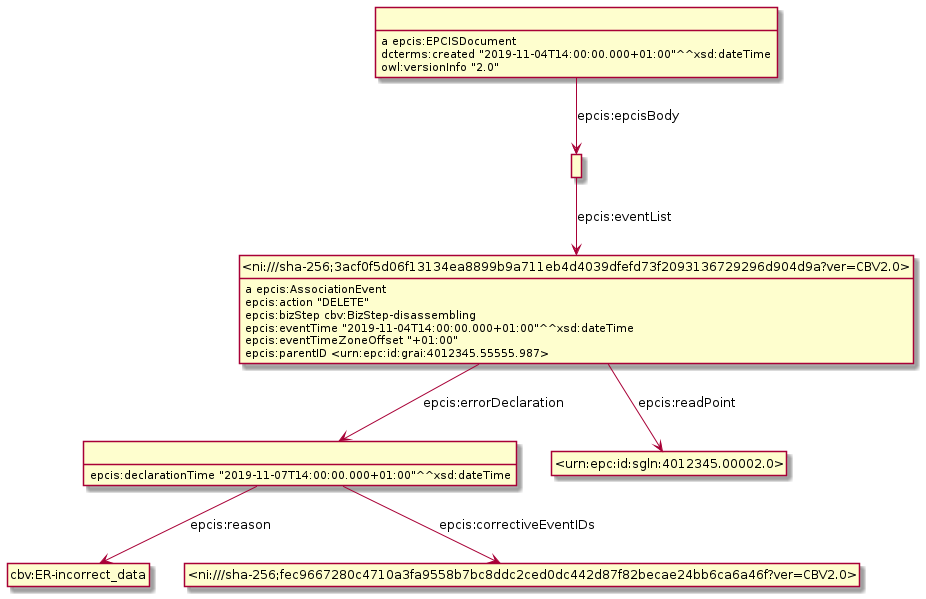 a epcis:EPCISDocument
dcterms:created "2019-11-04T14:00:00.000+01:00"^^xsd:dateTime
owl:versionInfo "2.0"
epcis:epcisBody
epcis:eventList
<ni:///sha-256;3acf0f5d06f13134ea8899b9a711eb4d4039dfefd73f2093136729296d904d9a?ver=CBV2.0>
a epcis:AssociationEvent
epcis:action "DELETE"
epcis:bizStep cbv:BizStep-disassembling
epcis:eventTime "2019-11-04T14:00:00.000+01:00"^^xsd:dateTime
epcis:eventTimeZoneOffset "+01:00"
epcis:parentID <urn:epc:id:grai:4012345.55555.987>
epcis:errorDeclaration
epcis:readPoint
epcis:declarationTime "2019-11-07T14:00:00.000+01:00"^^xsd:dateTime
<urn:epc:id:sgln:4012345.00002.0>
epcis:reason
epcis:correctiveEventIDs
cbv:ER-incorrect_data
<ni:///sha-256;fec9667280c4710a3fa9558b7bc8ddc2ced0dc442d87f82becae24bb6ca6a46f?ver=CBV2.0>